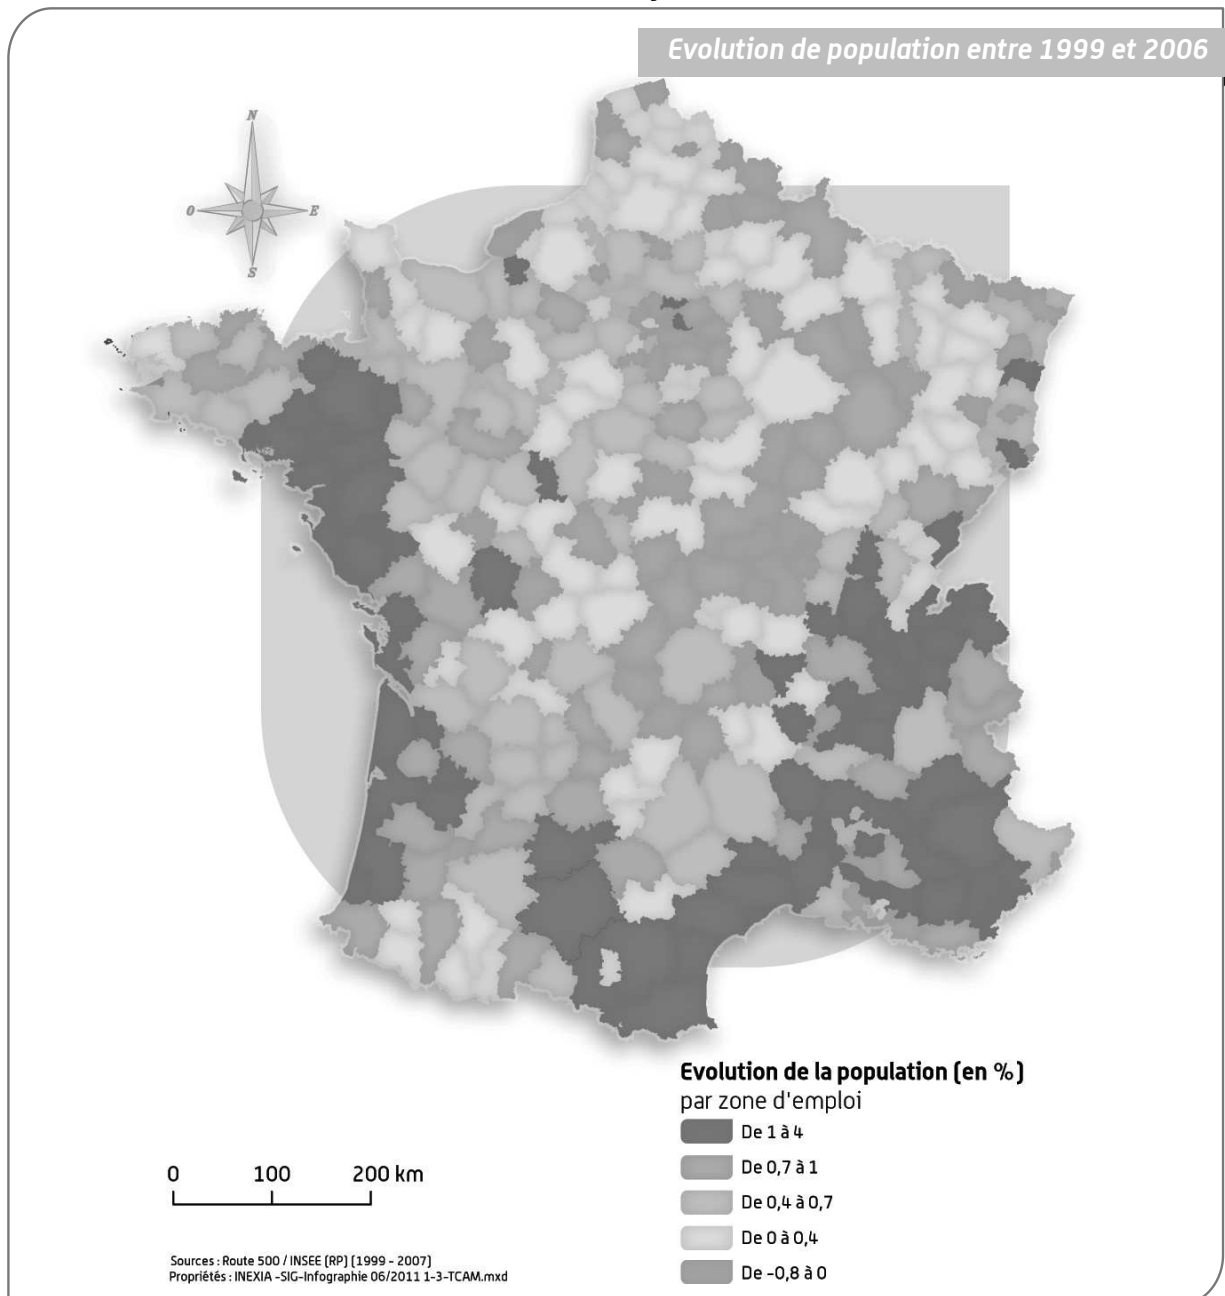 Evolution de population entre 1999 et 2006
N
O
E
S
Evolution de la population (en %)
par zone d'emploi
De 1 à 4
De 0,7 à 1
De 0,4 à 0,7
De 0 à 0,4
De -0,8 à 0
0 100 200 km
Sources : Route 500 / INSEE (RP) (1999 - 2007)
Propriétés : INEXIA -SIG-Infographie 06/2011 1-3-TCAM.mxd